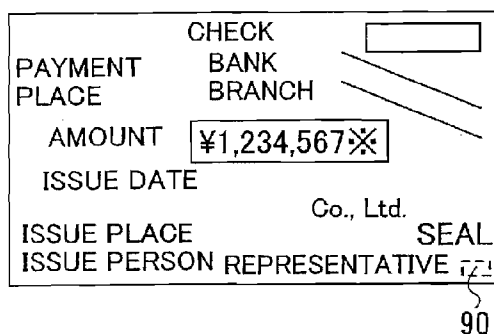 CHECK
PAYMENT BANK
PLACE BRANCH
AMOUNT ¥1,234,567※
ISSUE DATE
Co., Ltd.
ISSUE PLACE SEAL
ISSUE PERSON REPRESENTATIVE
90